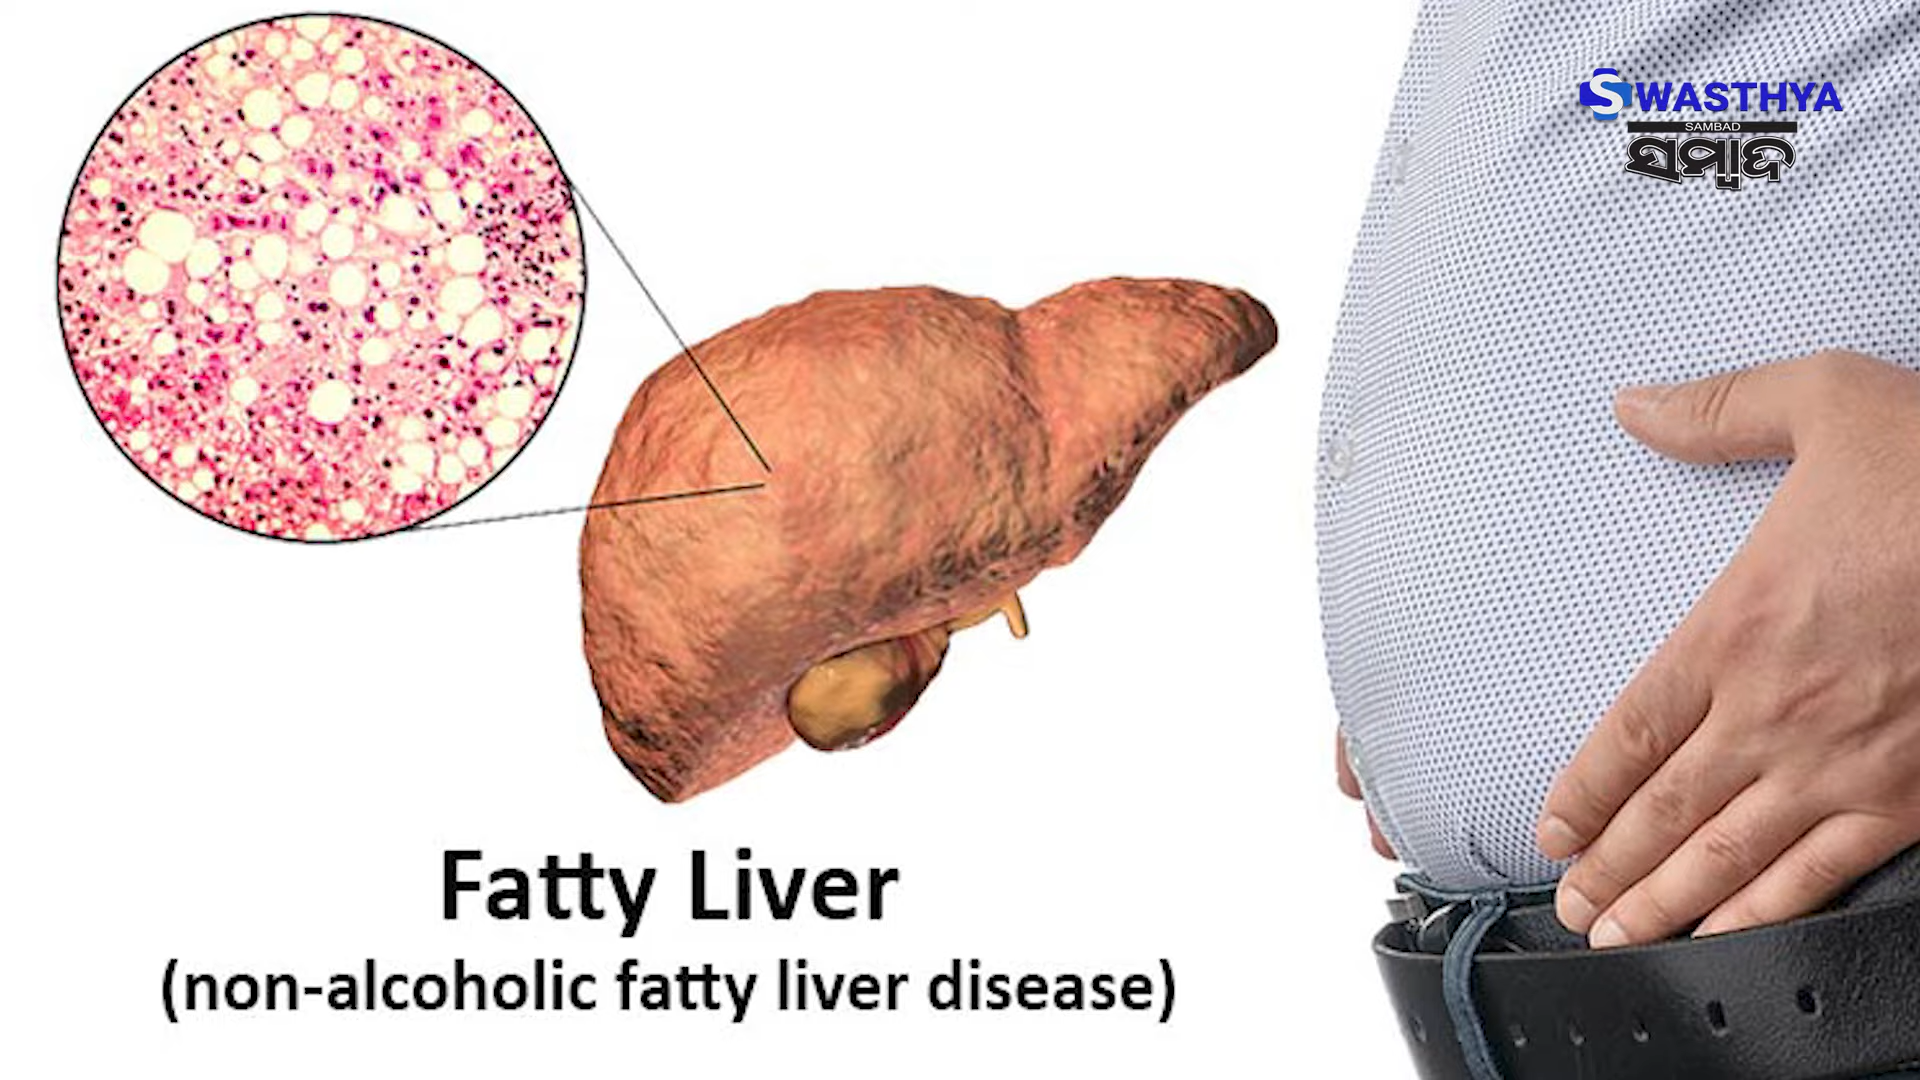 SWASTHYA
SAMBAD
ସମ୍ବାଦ
Fatty Liver
(non-alcoholic fatty liver disease)